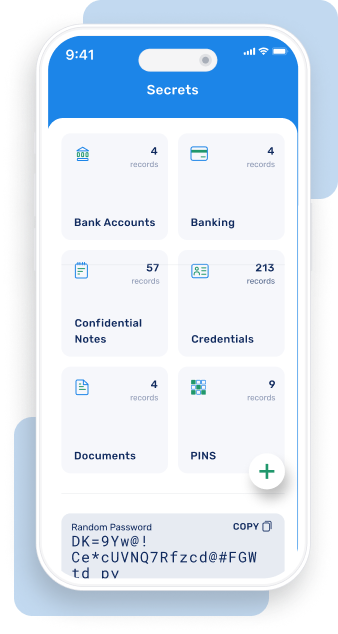 9:41
Secrets
4
records
Bank Accounts
4
records
Banking
57
records
Confidential
Notes
213
records
Credentials
4
records
Documents
9
records
PINS
Random Password
COPY
DK=9Yw@!
Ce*cUVNQ7Rfzcd@#FGW
td py